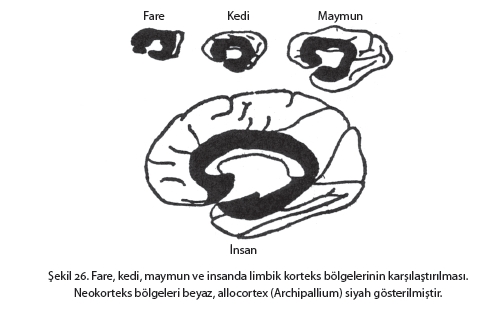 Fare Kedi Maymun
İnsan
Şekil 26. Fare, kedi, maymun ve insanda limbik korteks bölgelerinin karşılaştırılması.
Neokorteks bölgeleri beyaz, allocortex (Archipallium) siyah gösterilmiştir.